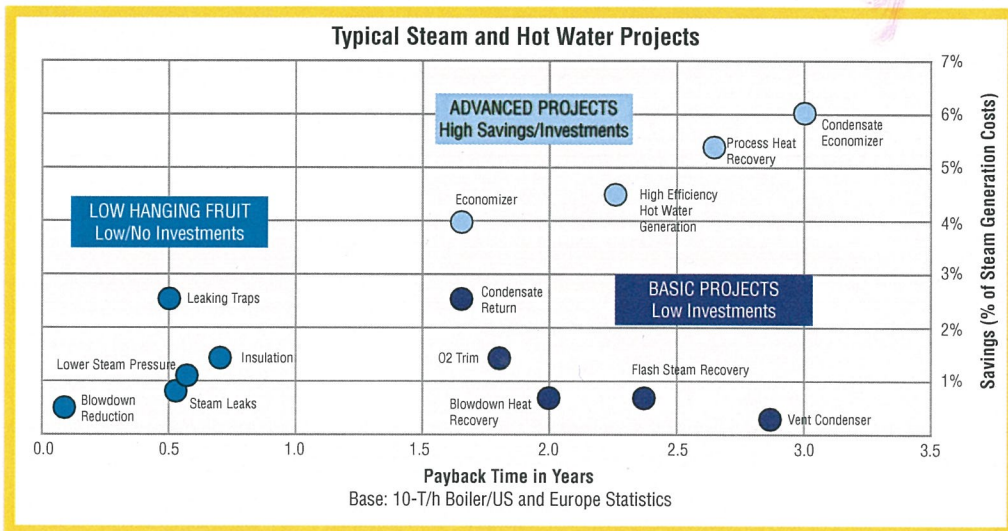 Typical Steam and Hot Water Projects
7%
6%
5%
4%
3%
2%
1%
Savings (% of Steam Generation Costs)
ADVANCED PROJECTS
High Savings/Investments
Condensate
Economizer
Process Heat
Recovery
High Efficiency
Hot Water
Generation
Economizer
LOW HANGING FRUIT
Low/No Investments
Leaking Traps
Condensate
Return
BASIC PROJECTS
Low Investments
Insulation
Lower Steam Pressure
Steam Leaks
Blowdown
Reduction
O2 Trim
Flash Steam Recovery
Blowdown Heat
Recovery
Vent Condenser
0.0 0.5 1.0 1.5 2.0 2.5 3.0 3.5
Payback Time in Years
Base: 10-T/h Boiler/US and Europe Statistics